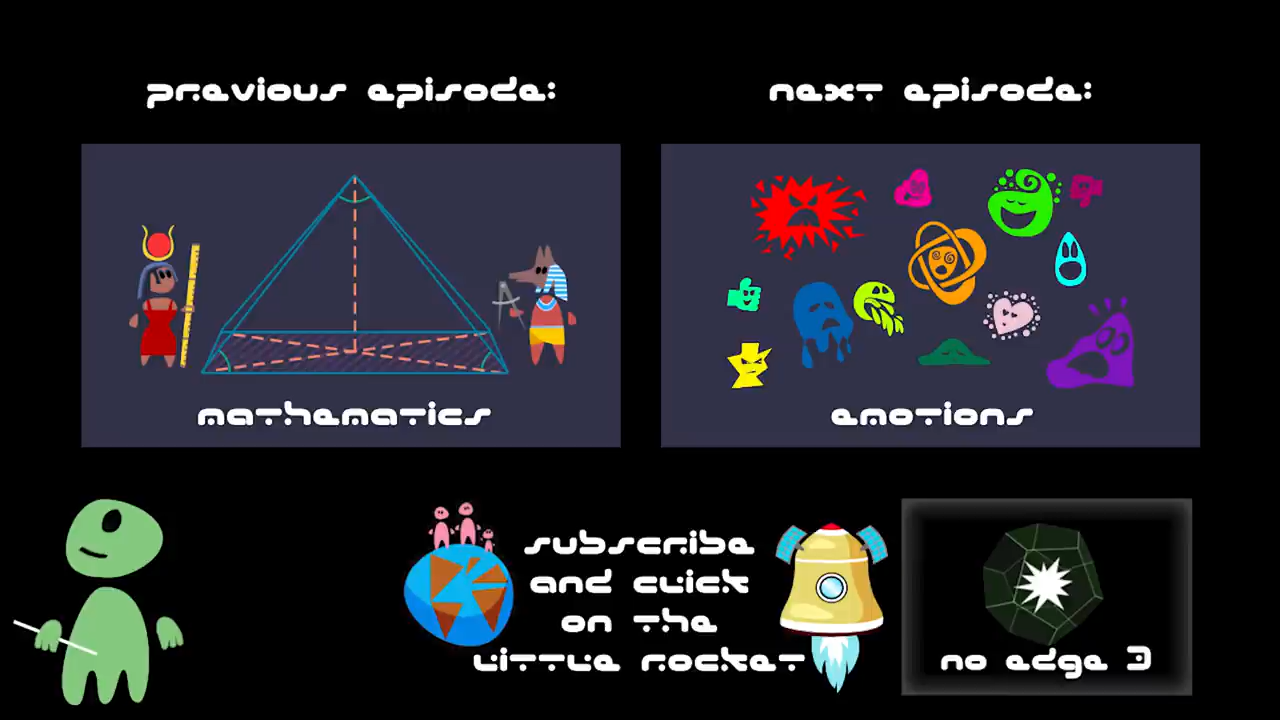 previous episode:
next episode:
mathematics
emotions
subscribe
and click
on the
little rocket
no edge 3